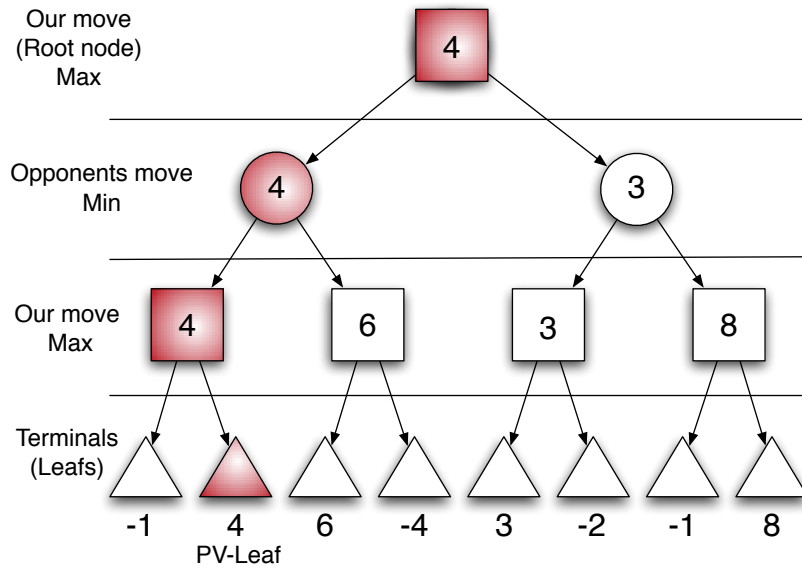 Our move
(Root node)
Max
4
Opponents move
Min
4
3
Our move
Max
4
6
3
8
Terminals
(Leafs)
-1
4
6
-4
3
-2
-1
8
PV-Leaf